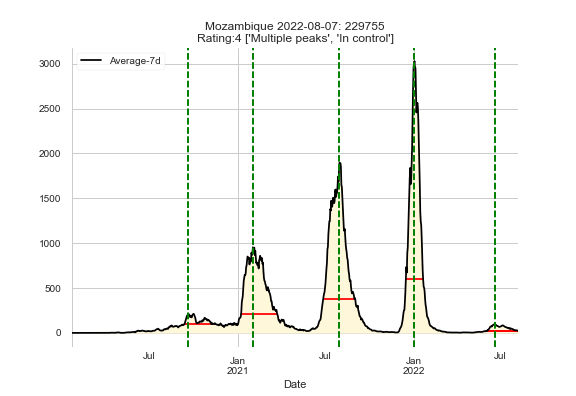 Mozambique 2022-08-07: 229755
Rating:4 ['Multiple peaks', 'In control']
Average-7d
3000
2500
2000
1500
1000
500
0
Jul
Jan
2021
Jul
Jan
2022
Jul
Date